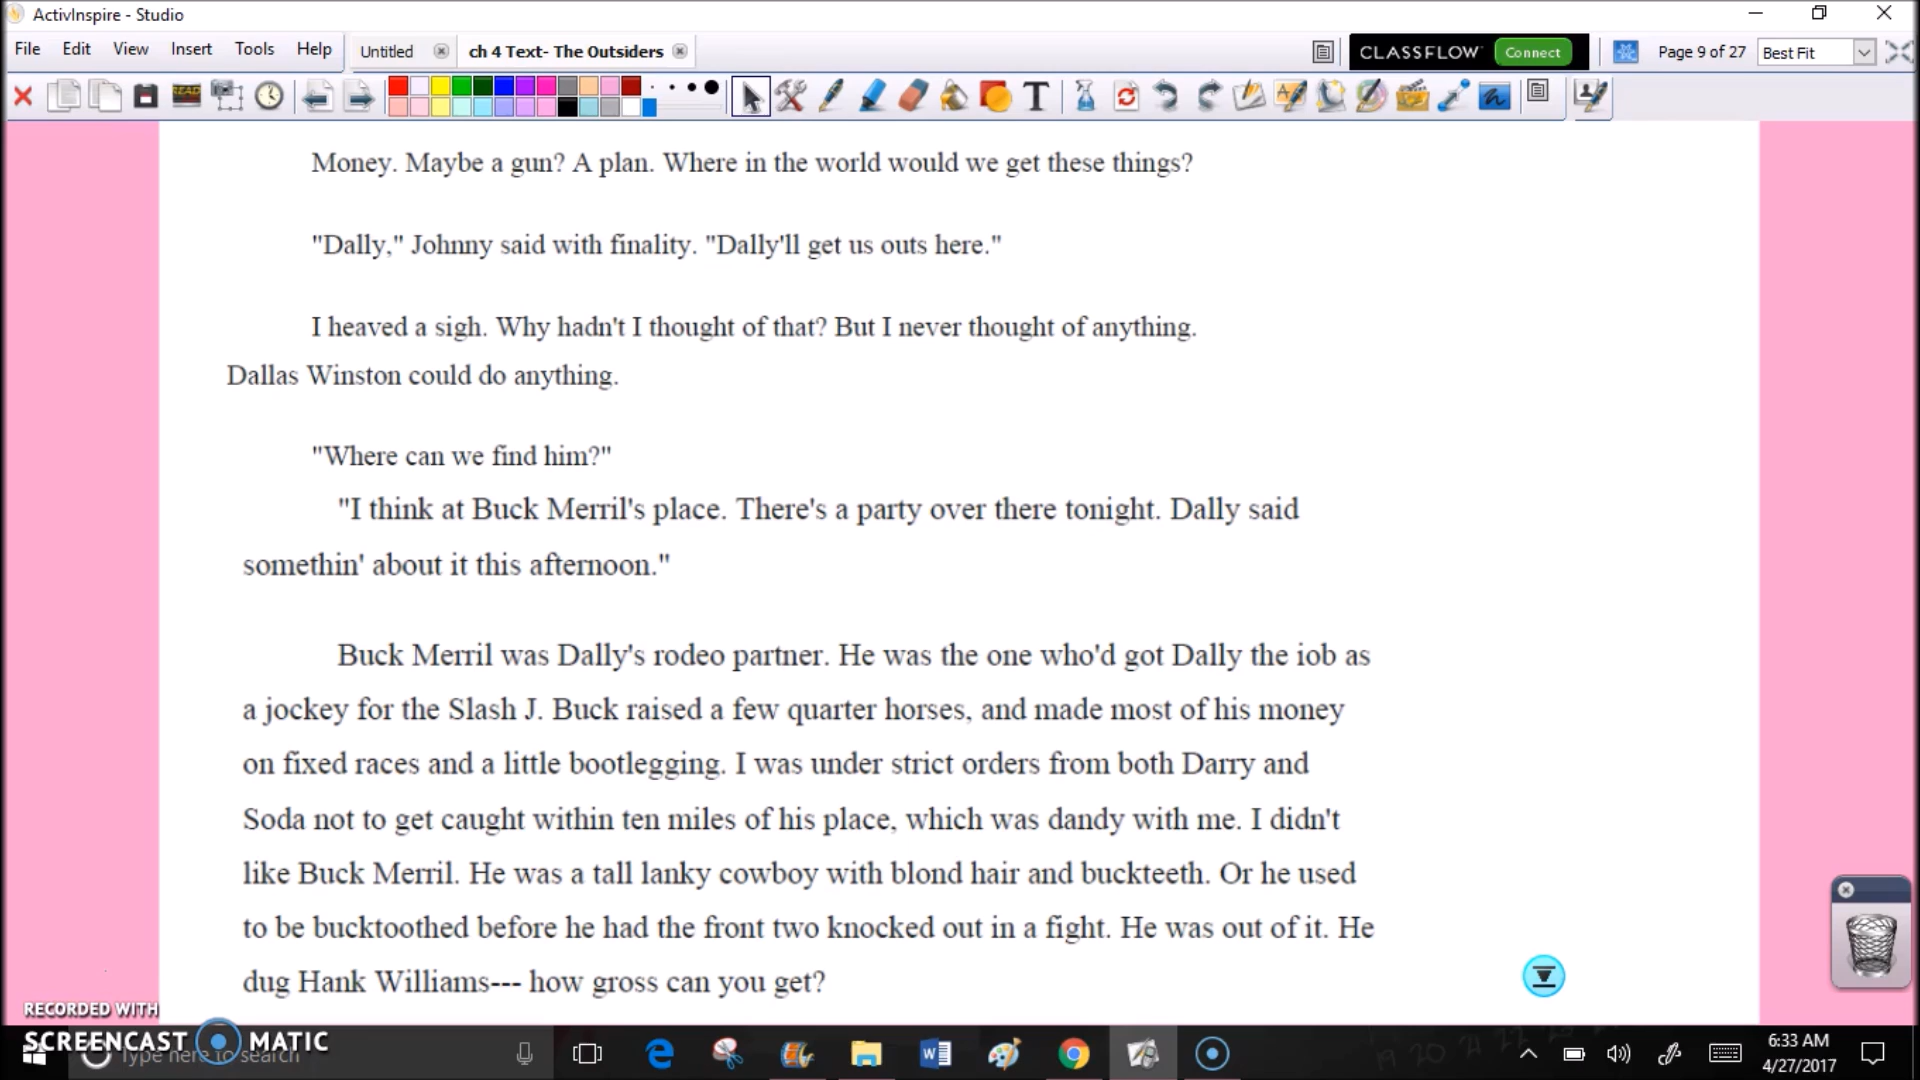 ActivInspire - Studio
File Edit View Insert Tools Help Untitled ch 4 Text- The Outsiders CLASSFLOW Connect Page 9 of 27 Best Fit
Money. Maybe a gun? A plan. Where in the world would we get these things?
"Dally," Johnny said with finality. "Dally'll get us outs here."
I heaved a sigh. Why hadn't I thought of that? But I never thought of anything.
Dallas Winston could do anything.
"Where can we find him?"
"I think at Buck Merril's place. There's a party over there tonight. Dally said
somethin' about it this afternoon."
Buck Merril was Dally's rodeo partner. He was the one who'd got Dally the iob as
a jockey for the Slash J. Buck raised a few quarter horses, and made most of his money
on fixed races and a little bootlegging. I was under strict orders from both Darry and
Soda not to get caught within ten miles of his place, which was dandy with me. I didn't
like Buck Merril. He was a tall lanky cowboy with blond hair and buckteeth. Or he used
to be bucktoothed before he had the front two knocked out in a fight. He was out of it. He
dug Hank Williams--- how gross can you get?
RECORDED WITH
SCREENCAST MATIC
Type here to search
6:33 AM
4/27/2017